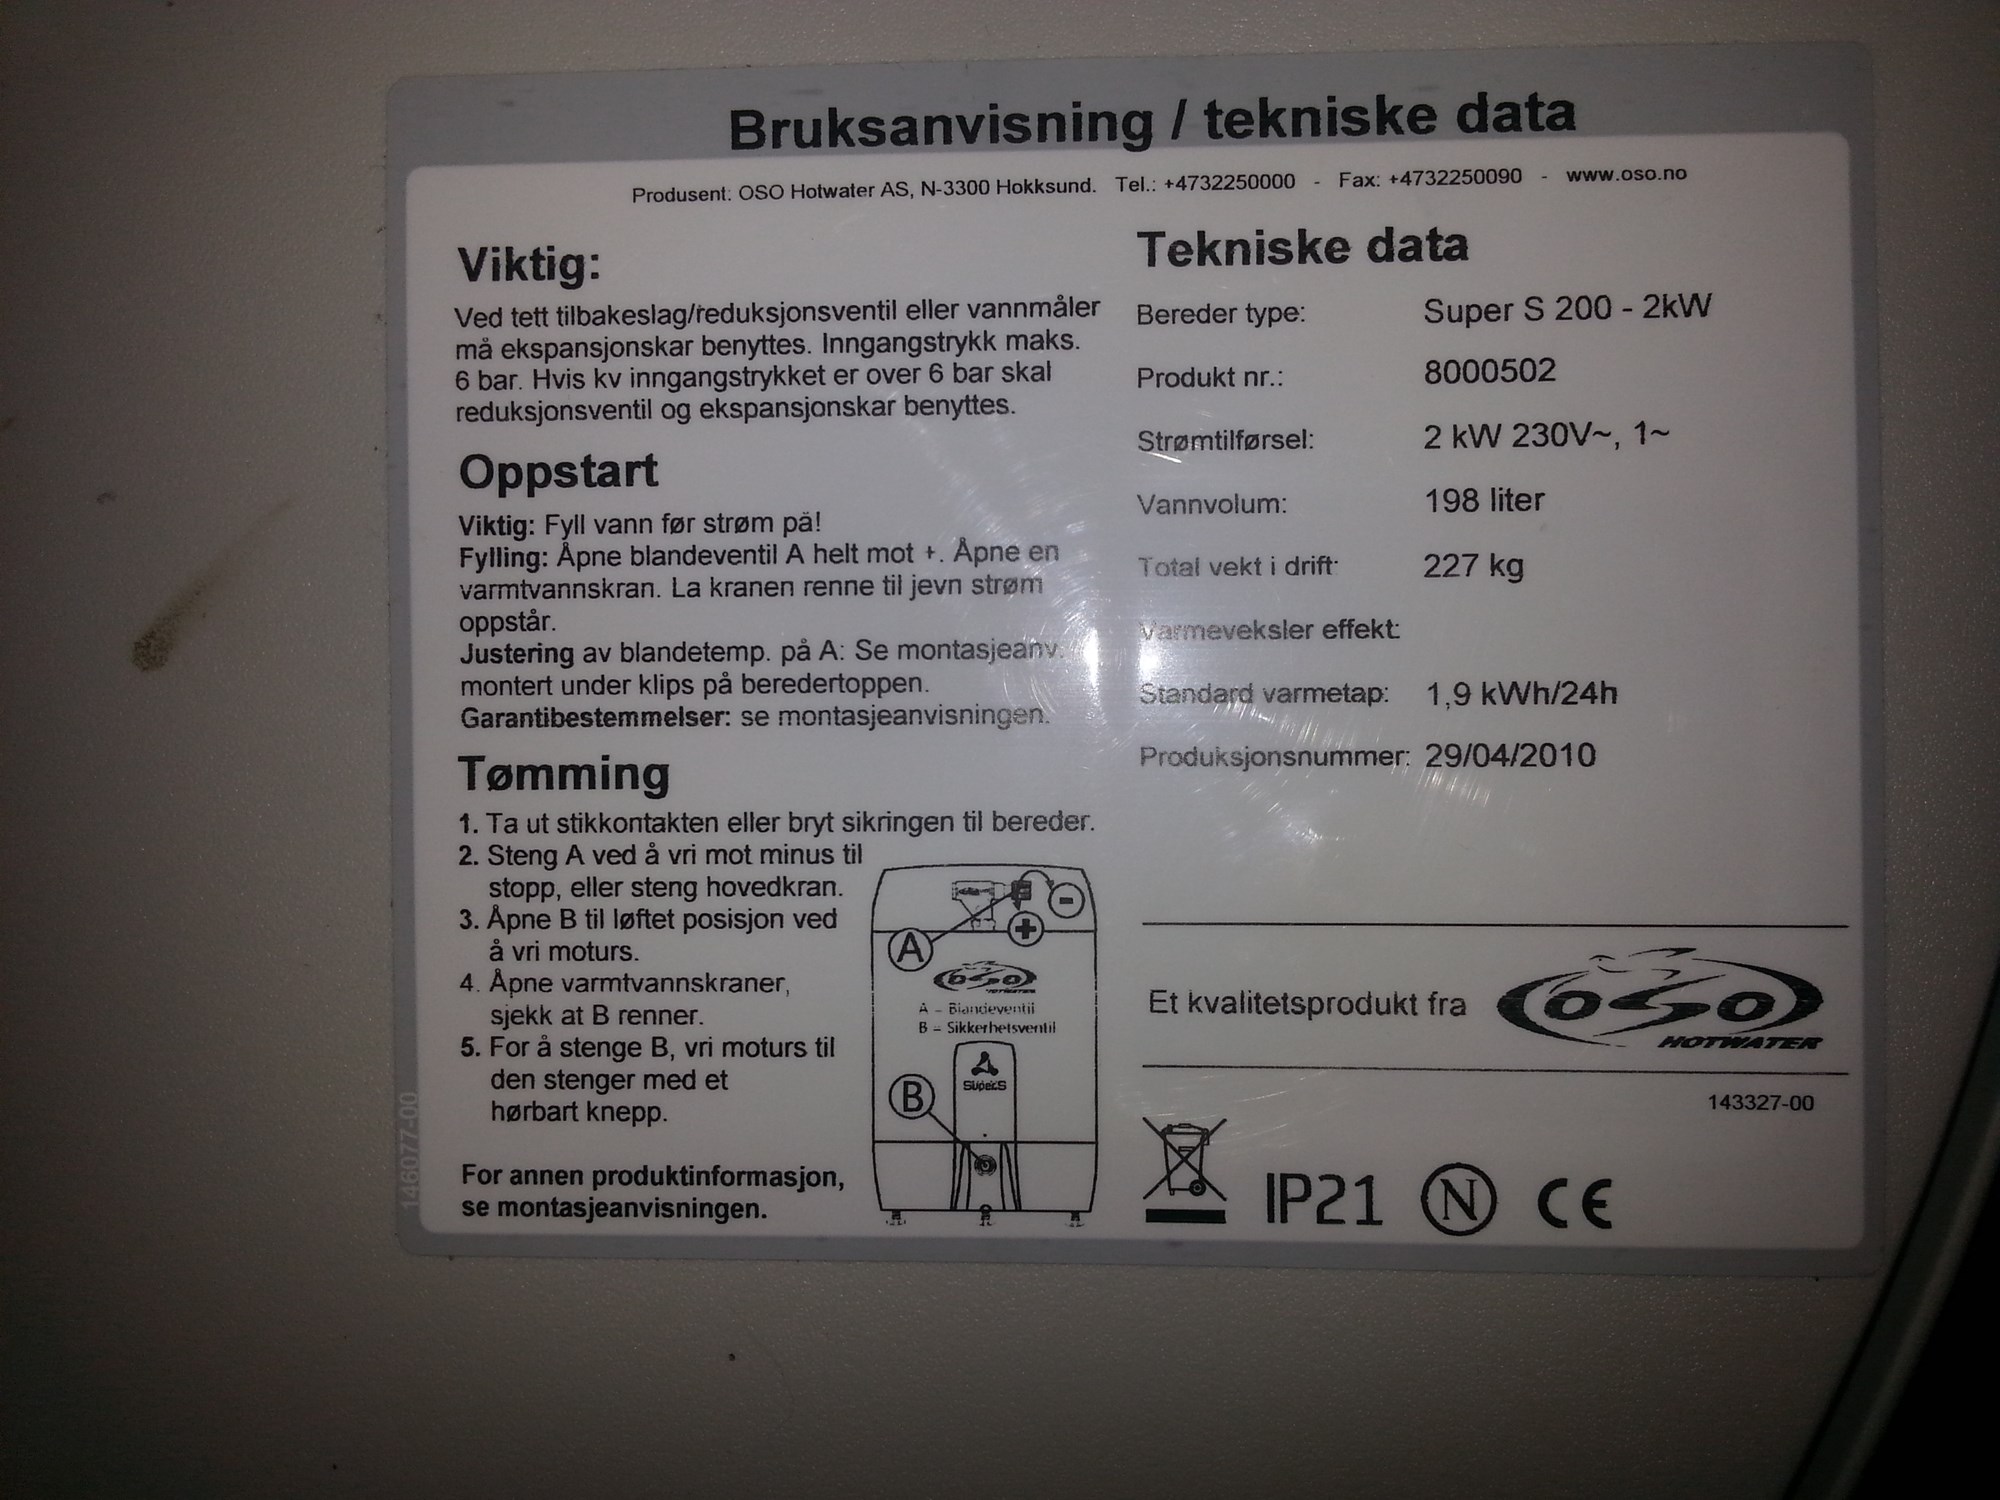 Bruksanvisning / tekniske data
Produsent: OSO Hotwater AS, N-3300 Hokksund. Tel.: +4732250000 - Fax: +4732250090 - www.oso.no
Viktig:
Ved tett tilbakeslag/reduksjonsventil eller vannmåler
må ekspansjonskar benyttes. Inngangstrykk maks.
6 bar. Hvis kv inngangstrykket er over 6 bar skal
reduksjonsventil og ekspansjonskar benyttes.
Oppstart
Viktig: Fyll vann før strøm på!
Fylling: Åpne blandeventil A helt mot +. Åpne en
varmtvannskran. La kranen renne til jevn strøm
oppstår.
Justering av blandetemp. på A: Se montasjeanv.
montert under klips på beredertoppen.
Garantibestemmelser: se montasjeanvisningen.
Tømming
1. Ta ut stikkontakten eller bryt sikringen til bereder.
2. Steng A ved å vri mot minus til
stopp, eller steng hovedkran.
3. Åpne B til løftet posisjon ved
å vri moturs.
4. Åpne varmtvannskraner,
sjekk at B renner.
5. For å stenge B, vri moturs til
den stenger med et
hørbart knepp.
For annen produktinformasjon,
se montasjeanvisningen.
146077-00
- +
A
OSO
HOTWATER
A - Blandeventil
B = Sikkerhetsventil
SuperS
B
Tekniske data
Bereder type: Super S 200 - 2kW
Produkt nr.: 8000502
Strømtilførsel: 2 kW 230V~, 1~
Vannvolum: 198 liter
Total vekt i drift: 227 kg
Varmeveksler effekt:
Standard varmetap: 1,9 kWh/24h
Produksjonsnummer: 29/04/2010
Et kvalitetsprodukt fra OSO
HOTWATER
143327-00
IP21 N CE